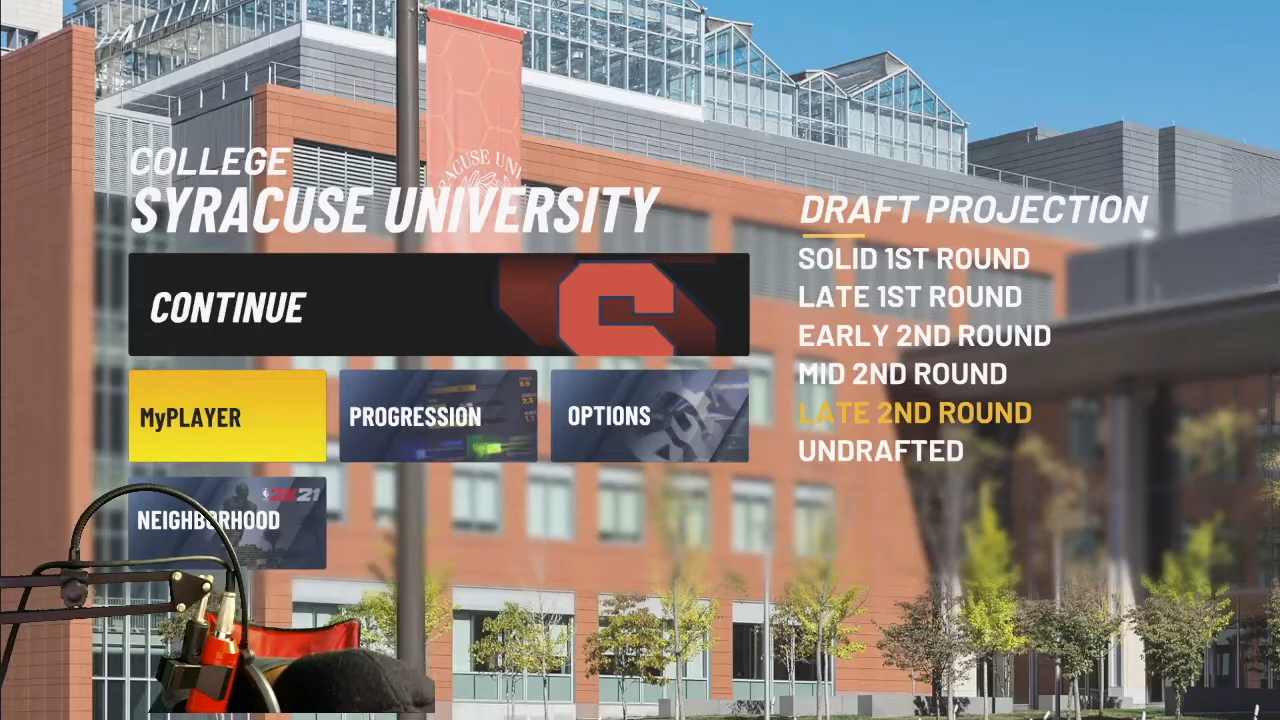 COLLEGE
SYRACUSE UNIVERSITY
CONTINUE
MyPLAYER
PROGRESSION
OPTIONS
NEIGHBORHOOD
2K21
DRAFT PROJECTION
SOLID 1ST ROUND
LATE 1ST ROUND
EARLY 2ND ROUND
MID 2ND ROUND
LATE 2ND ROUND
UNDRAFTED